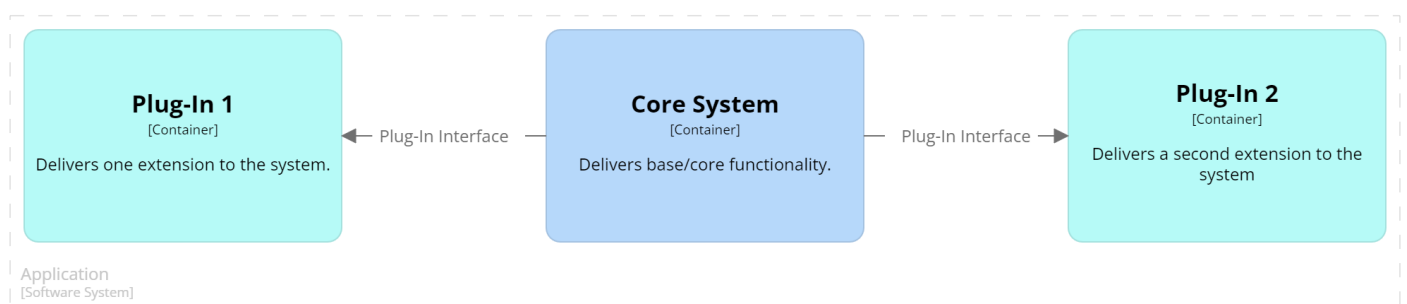 Plug-In 1
[Container]
Delivers one extension to the system.
Plug-In Interface
Core System
[Container]
Delivers base/core functionality.
Plug-In Interface
Plug-In 2
[Container]
Delivers a second extension to the
system
Application
[Software System]